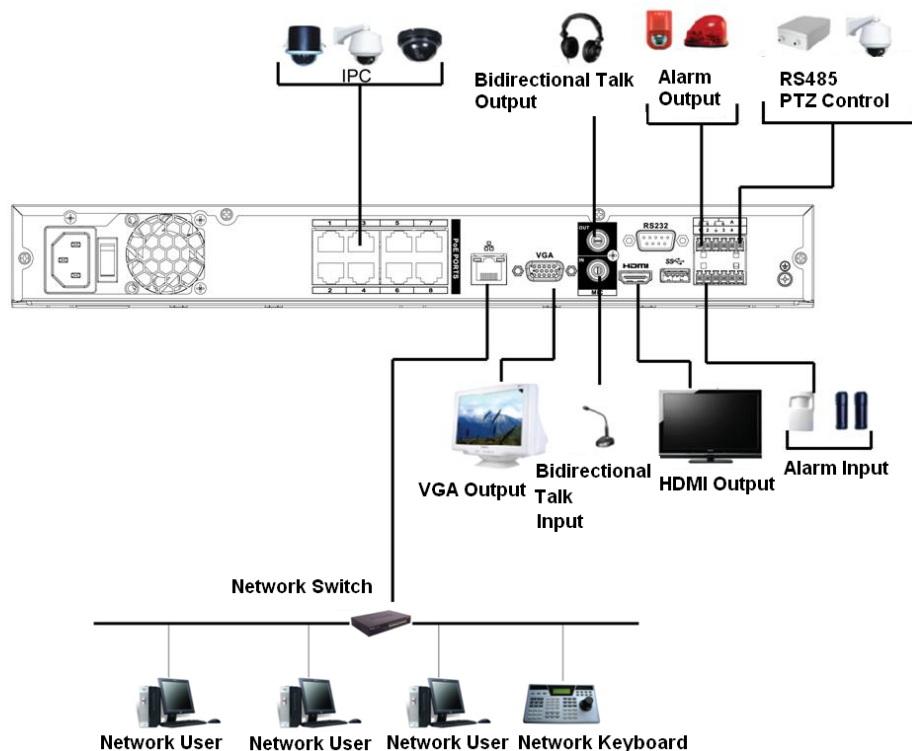 IPC
Bidirectional Talk
Output
Alarm
Output
RS485
PTZ Control
1 3 5 7
2 4 6 8
PoE PORTS
VGA
OUT
IN
MIC
RS232
HDMI
VGA Output
Bidirectional
Talk
Input
HDMI Output
Alarm Input
Network Switch
Network User
Network User
Network User
Network Keyboard